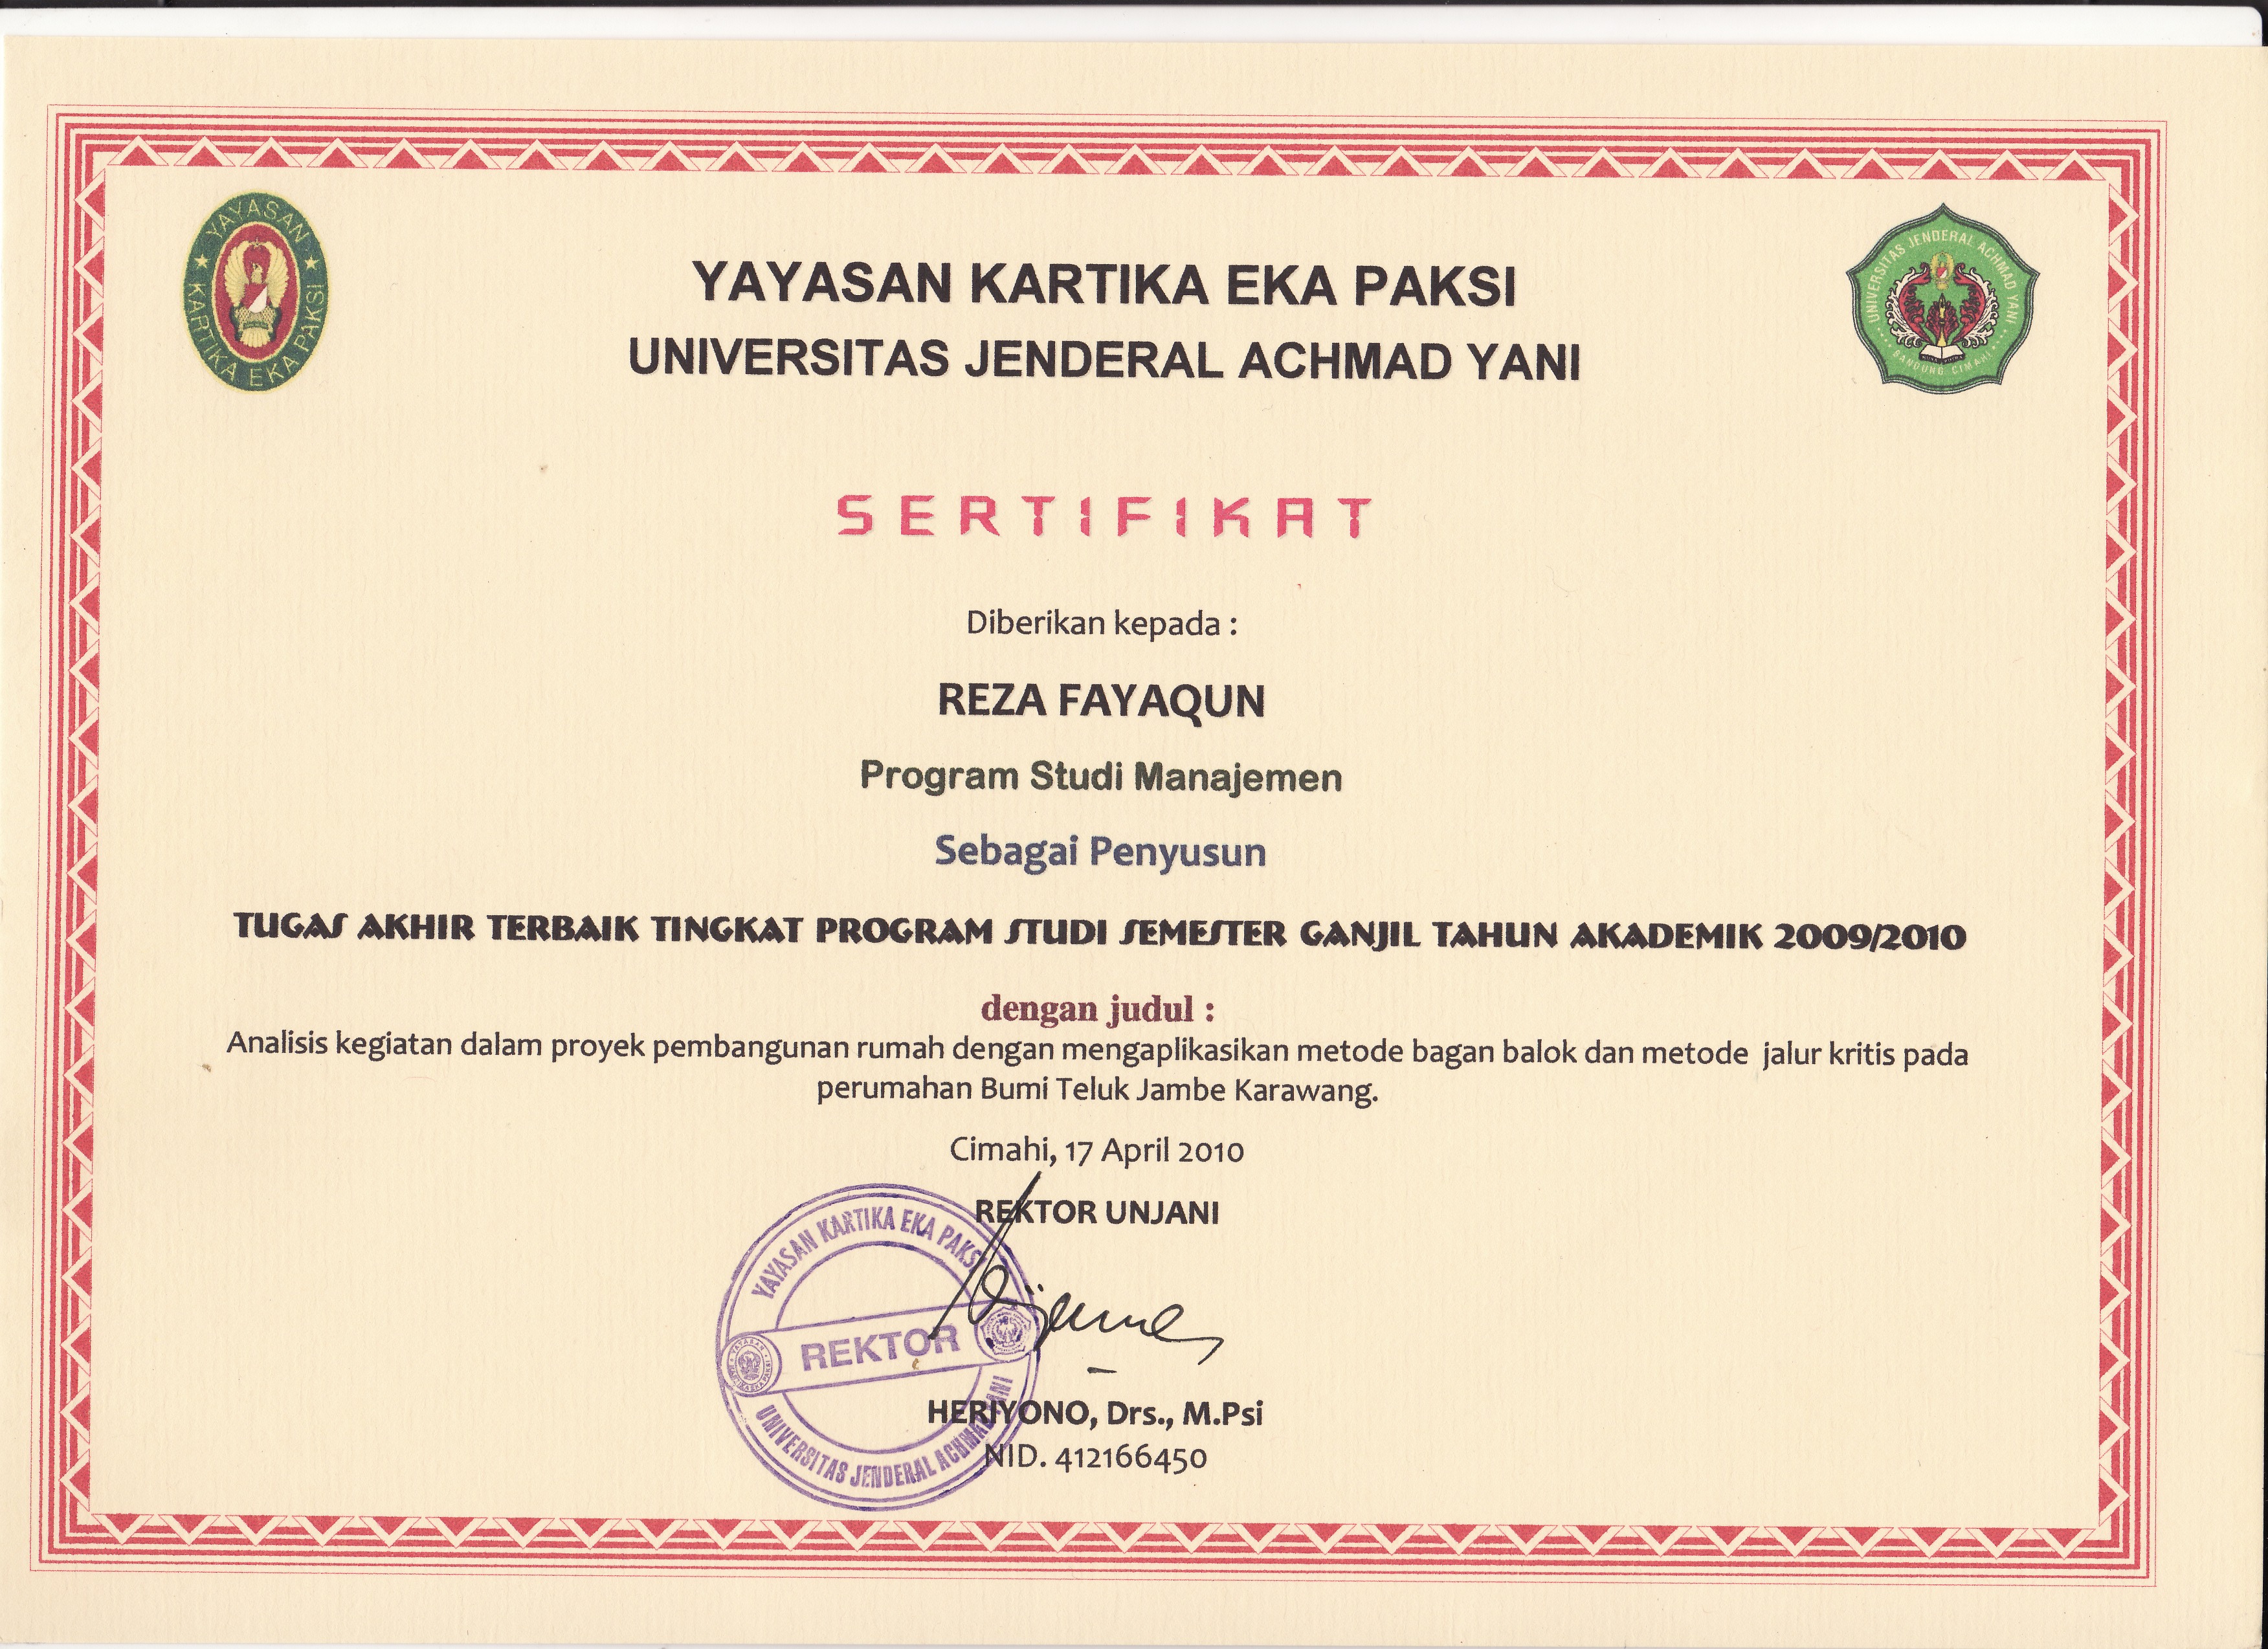 YAYASAN KARTIKA EKA PAKSI
UNIVERSITAS JENDERAL ACHMAD YANI BANDUNG CIMAHI
YAYASAN KARTIKA EKA PAKSI
UNIVERSITAS JENDERAL ACHMAD YANI
SERTIFIKAT
Diberikan kepada :
REZA FAYAQUN
Program Studi Manajemen
Sebagai Penyusun
TUGAS AKHIR TERBAIK TINGKAT PROGRAM STUDI SEMESTER GANJIL TAHUN AKADEMIK 2009/2010
dengan judul :
Analisis kegiatan dalam proyek pembangunan rumah dengan mengaplikasikan metode bagan balok dan metode jalur kritis pada
perumahan Bumi Teluk Jambe Karawang.
Cimahi, 17 April 2010
REKTOR UNJANI
YAYASAN KARTIKA EKA PAKSI
REKTOR
UNIVERSITAS JENDERAL ACHMAD YANI
HERIYONO, Drs., M.Psi
NID. 412166450